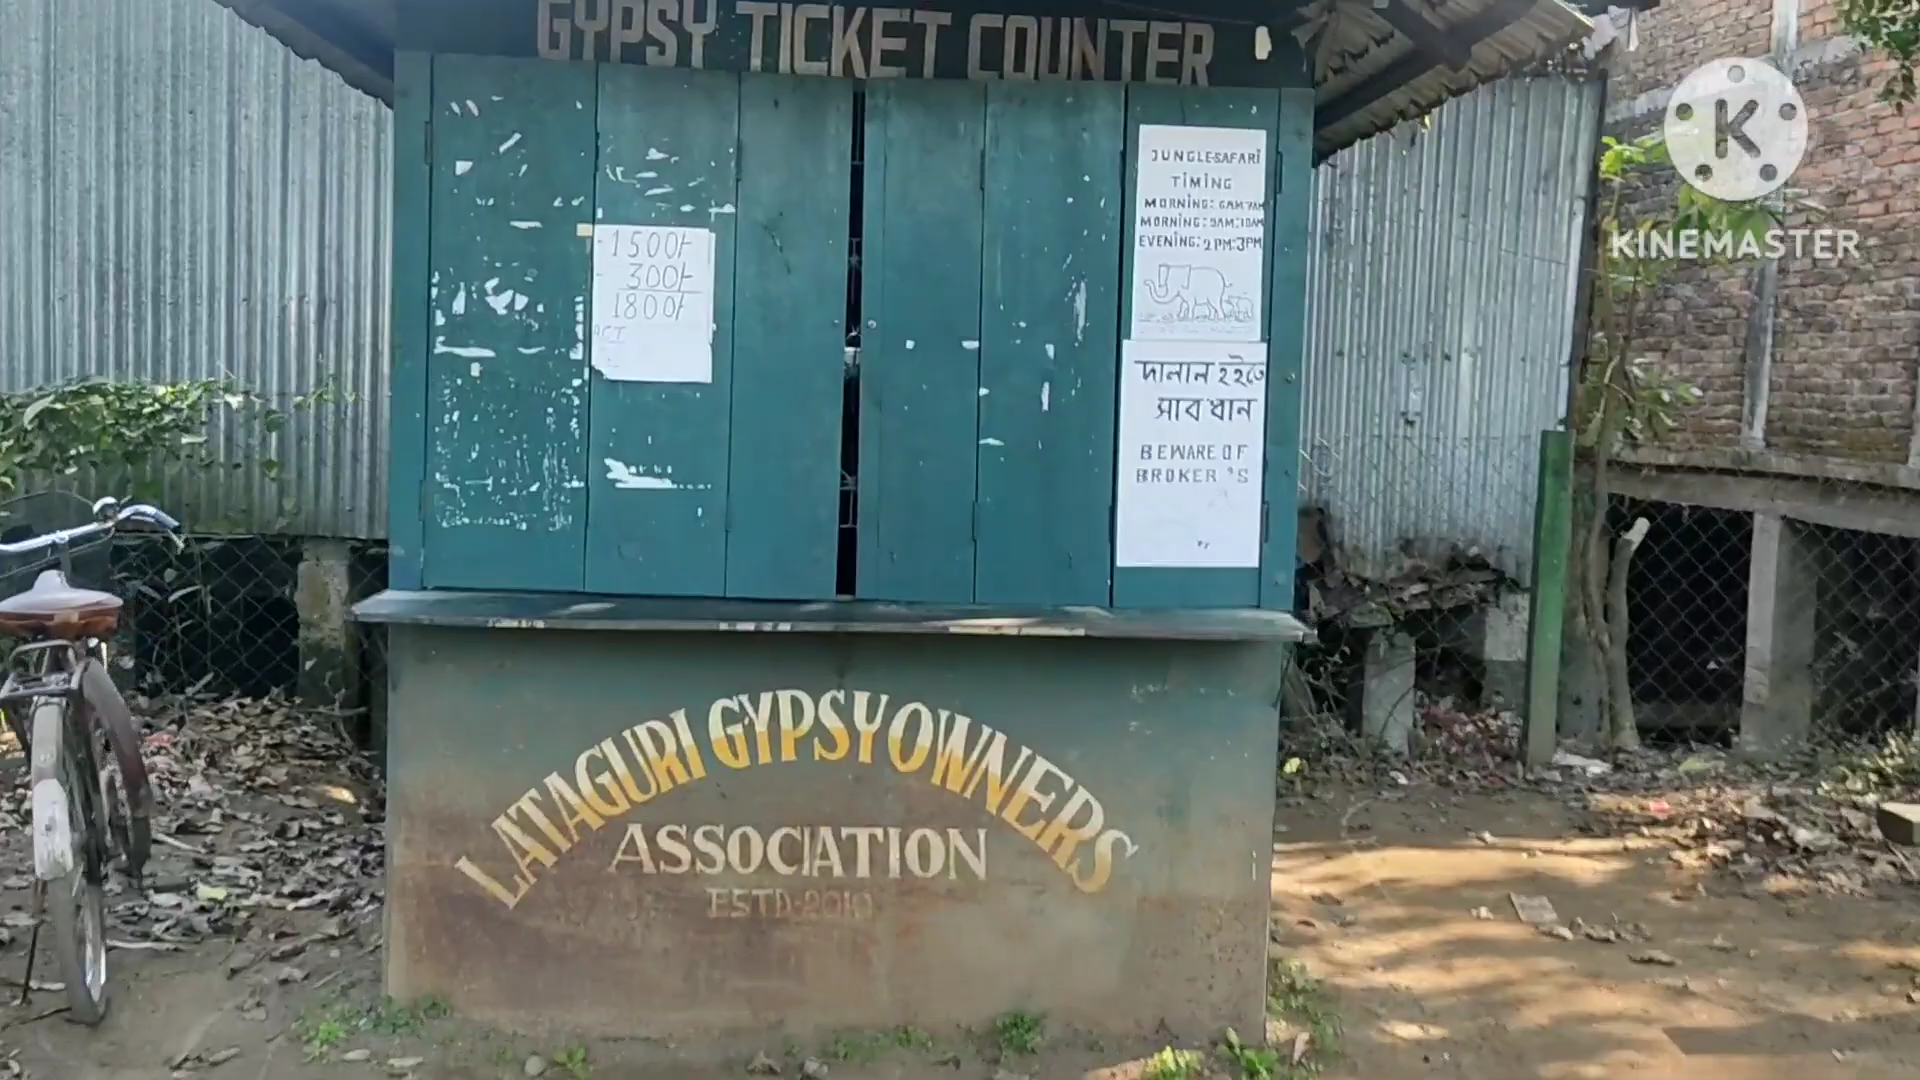 GYPSY TICKET COUNTER
1500/-
300/-
1800/-
JUNGLE SAFARI
TIMING
MORNING: 6AM 7AM
MORNING: 9AM:10AM
EVENING: 2PM:3PM
দালাল হইতে
সাবধান
BEWARE OF
BROKER'S
LATAGURI GYPSY OWNERS
ASSOCIATION
ESTD-2010
K
KINEMASTER